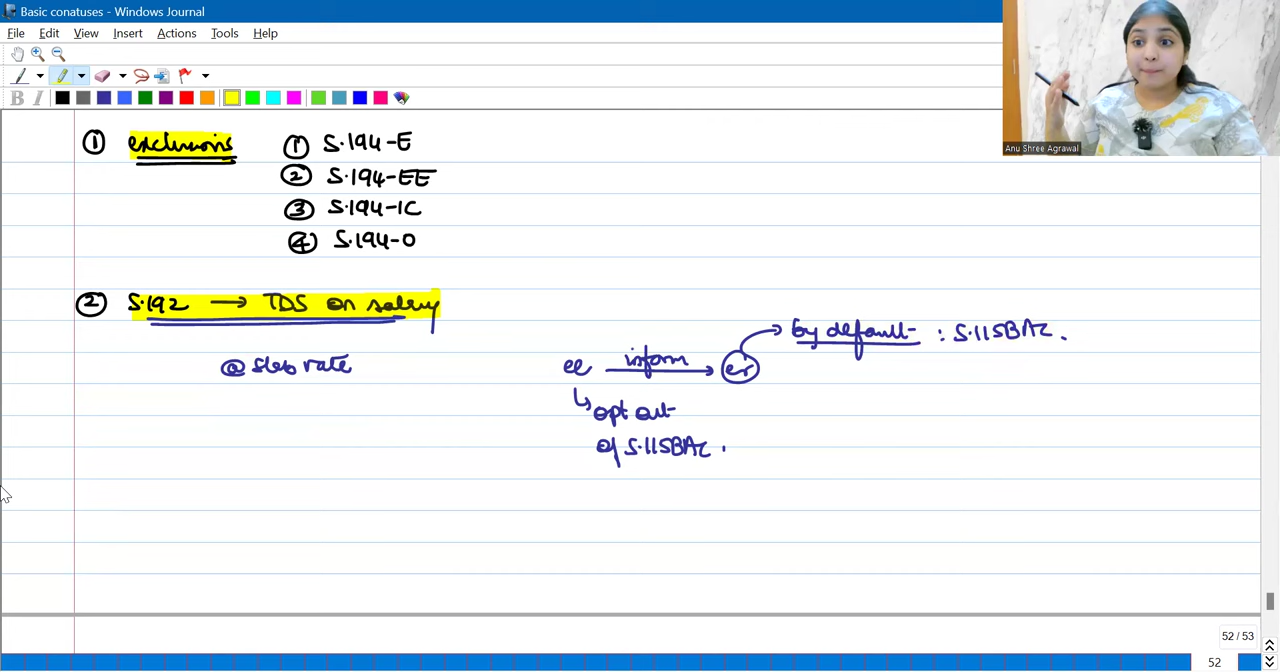 Basic conatuses - Windows Journal
File Edit View Insert Actions Tools Help
B I
Anu Shree Agrawal
① exclusions ① S.194-E
② S.194-EE
③ S.194-IC
④ S.194-O
② S.192 → TDS on salary
@ slab rate
ee inform → er → by default : S.115BAC.
↳ opt out
of S.115BAC.
52 / 53
52